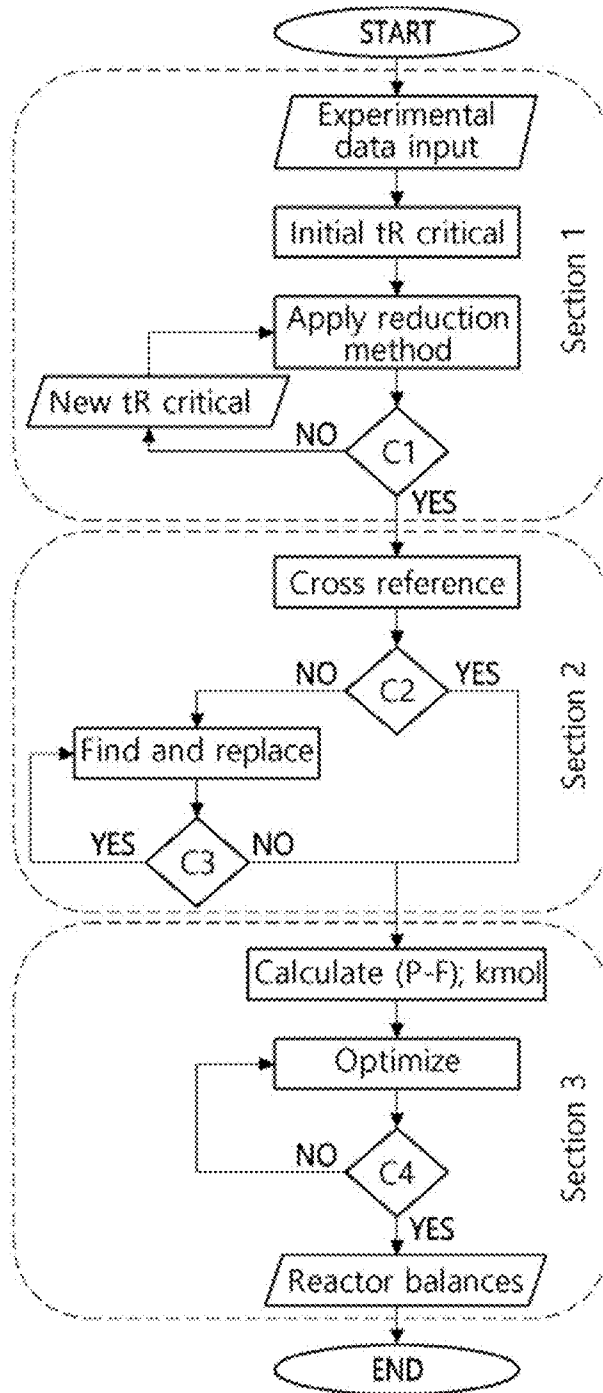 START
Experimental
data input
Initial tR critical
Section 1
Apply reduction
method
New tR critical
NO
C1
YES
Cross reference
NO
C2
YES
Section 2
Find and replace
YES
C3
NO
Calculate (P-F); kmol
Optimize
Section 3
NO
C4
YES
Reactor balances
END